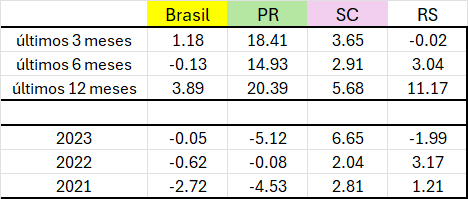 Brasil PR SC RS
últimos 3 meses 1.18 18.41 3.65 -0.02
últimos 6 meses -0.13 14.93 2.91 3.04
últimos 12 meses 3.89 20.39 5.68 11.17
2023 -0.05 -5.12 6.65 -1.99
2022 -0.62 -0.08 2.04 3.17
2021 -2.72 -4.53 2.81 1.21